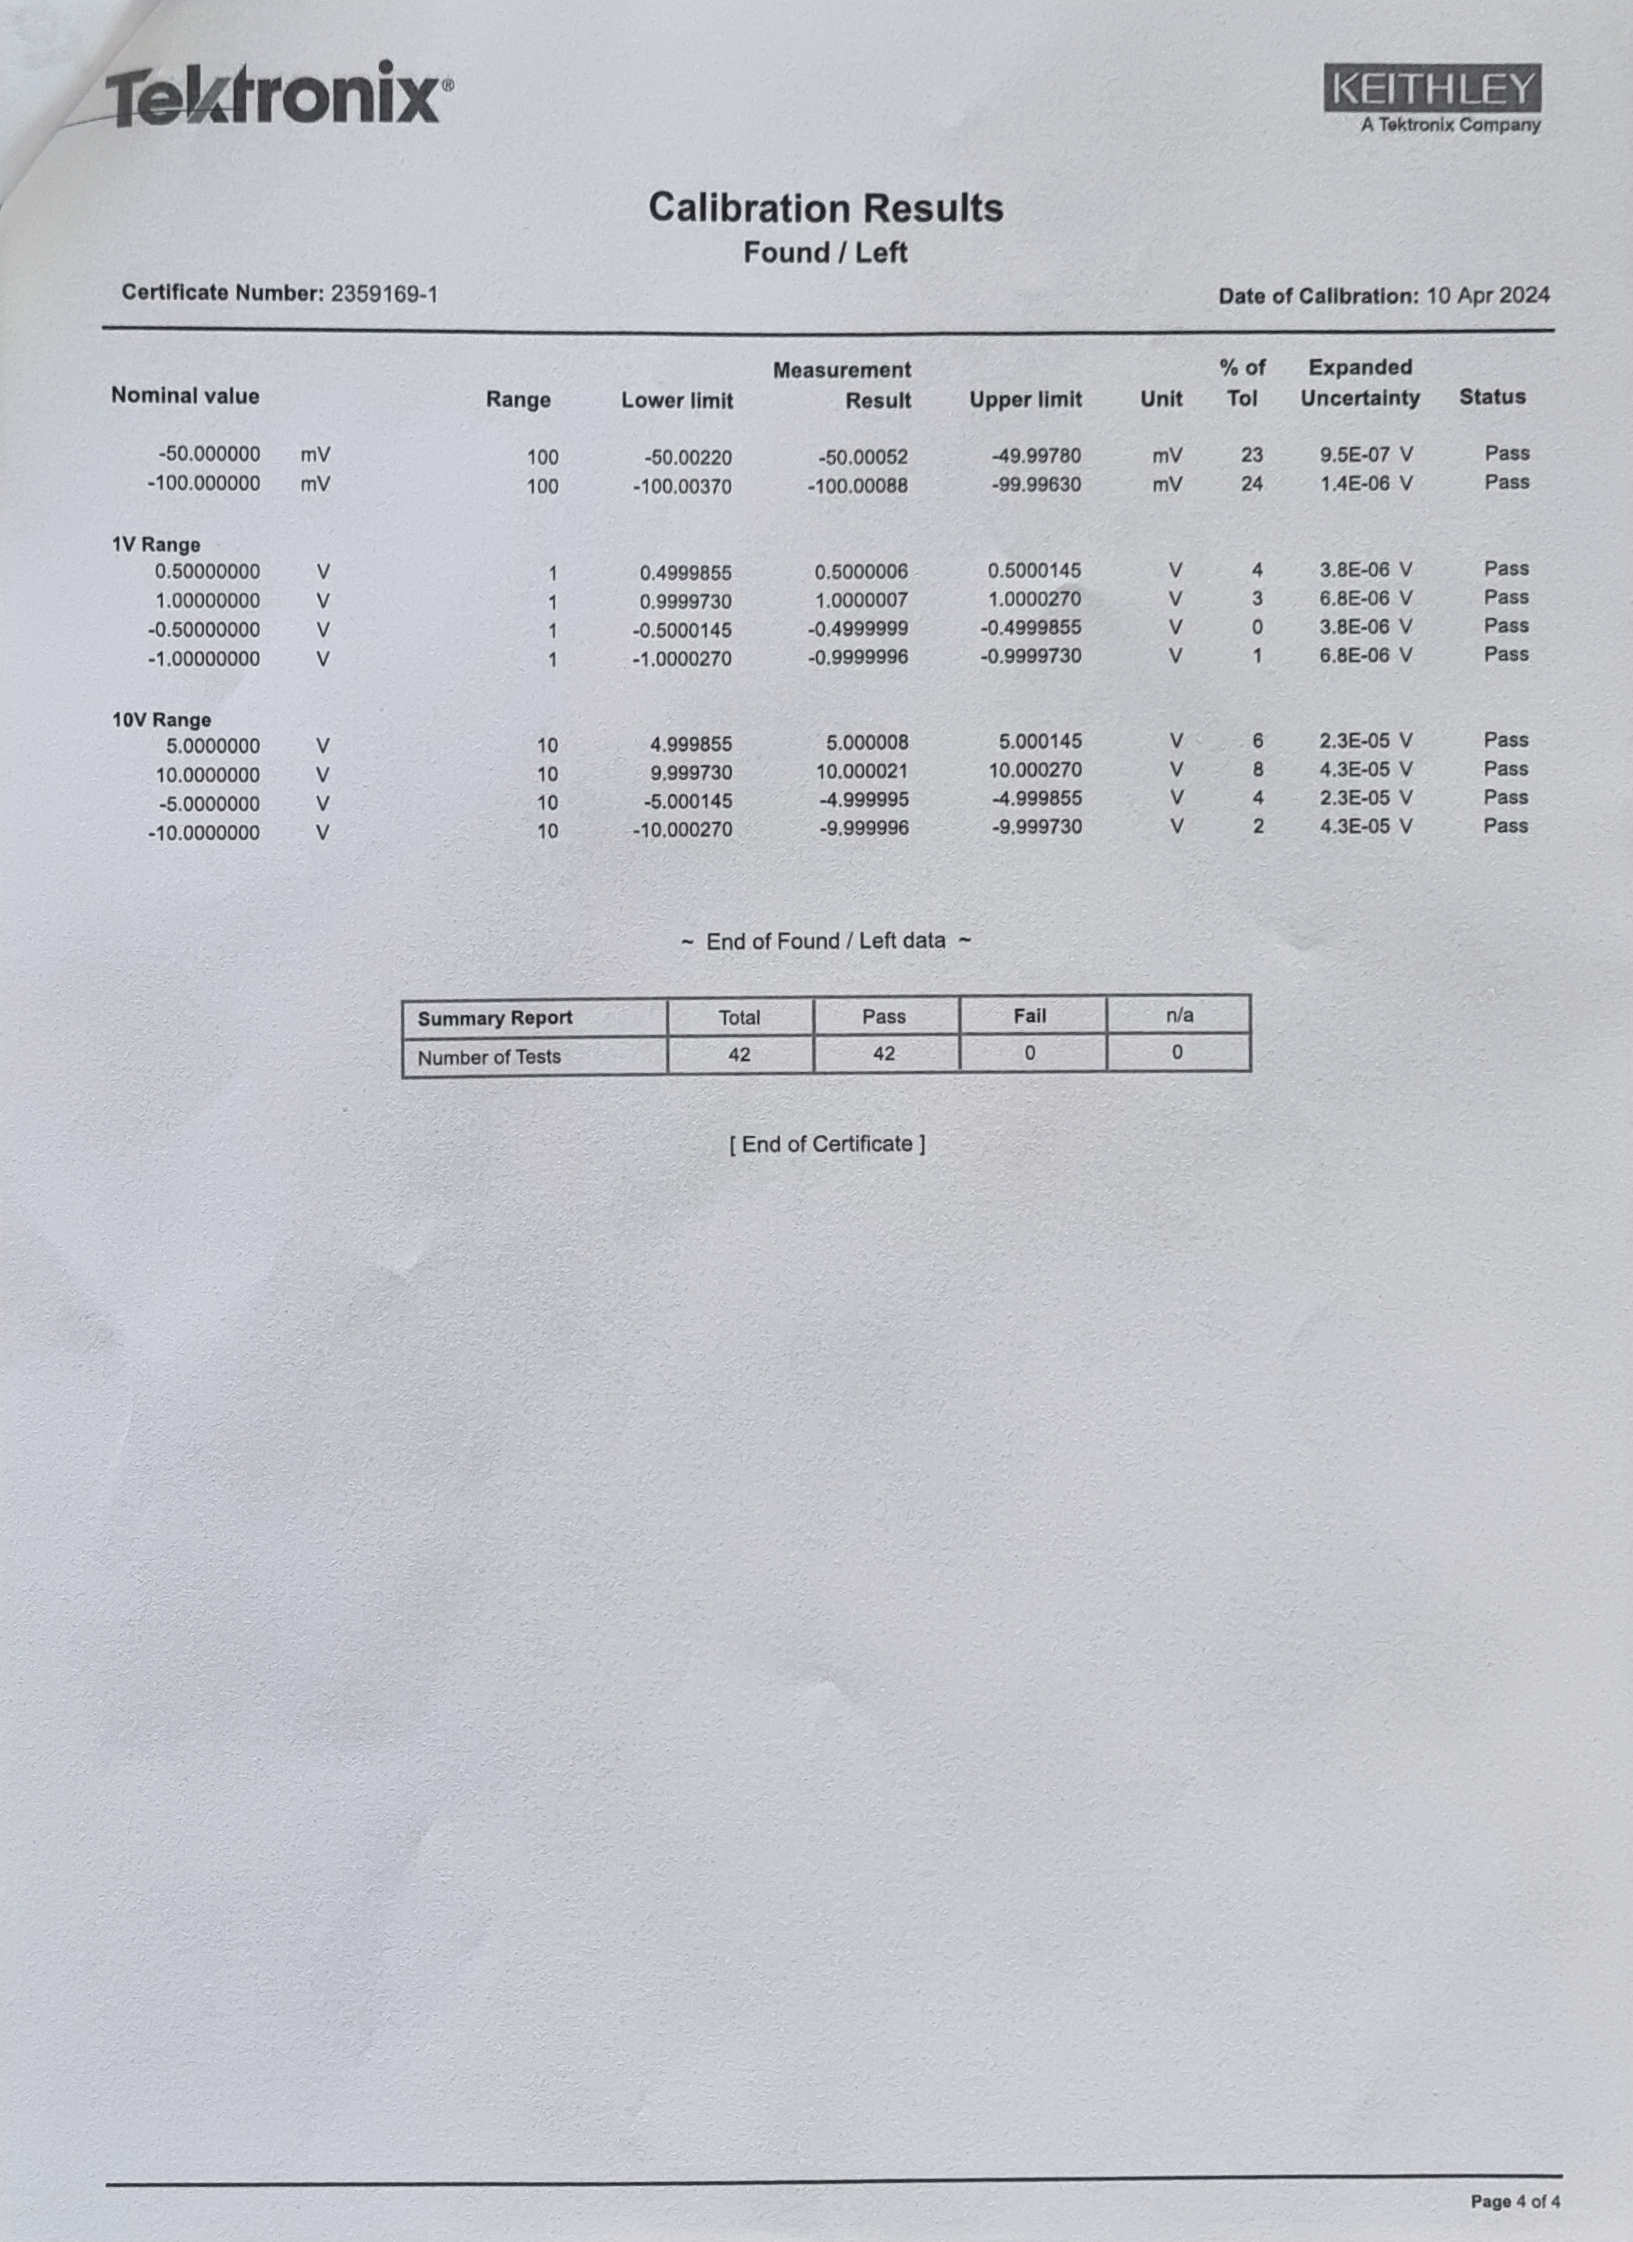 Tektronix®
KEITHLEY
A Tektronix Company
Calibration Results
Found / Left
Certificate Number: 2359169-1 Date of Calibration: 10 Apr 2024
Nominal value Range Lower limit Measurement Result Upper limit Unit % of Tol Expanded Uncertainty Status
-50.000000 mV 100 -50.00220 -50.00052 -49.99780 mV 23 9.5E-07 V Pass
-100.000000 mV 100 -100.00370 -100.00088 -99.99630 mV 24 1.4E-06 V Pass
1V Range
0.50000000 V 1 0.4999855 0.5000006 0.5000145 V 4 3.8E-06 V Pass
1.00000000 V 1 0.9999730 1.0000007 1.0000270 V 3 6.8E-06 V Pass
-0.50000000 V 1 -0.5000145 -0.4999999 -0.4999855 V 0 3.8E-06 V Pass
-1.00000000 V 1 -1.0000270 -0.9999996 -0.9999730 V 1 6.8E-06 V Pass
10V Range
5.0000000 V 10 4.999855 5.000008 5.000145 V 6 2.3E-05 V Pass
10.0000000 V 10 9.999730 10.000021 10.000270 V 8 4.3E-05 V Pass
-5.0000000 V 10 -5.000145 -4.999995 -4.999855 V 4 2.3E-05 V Pass
-10.0000000 V 10 -10.000270 -9.999996 -9.999730 V 2 4.3E-05 V Pass
~ End of Found / Left data ~
Summary Report Total Pass Fail n/a
Number of Tests 42 42 0 0
[ End of Certificate ]
Page 4 of 4